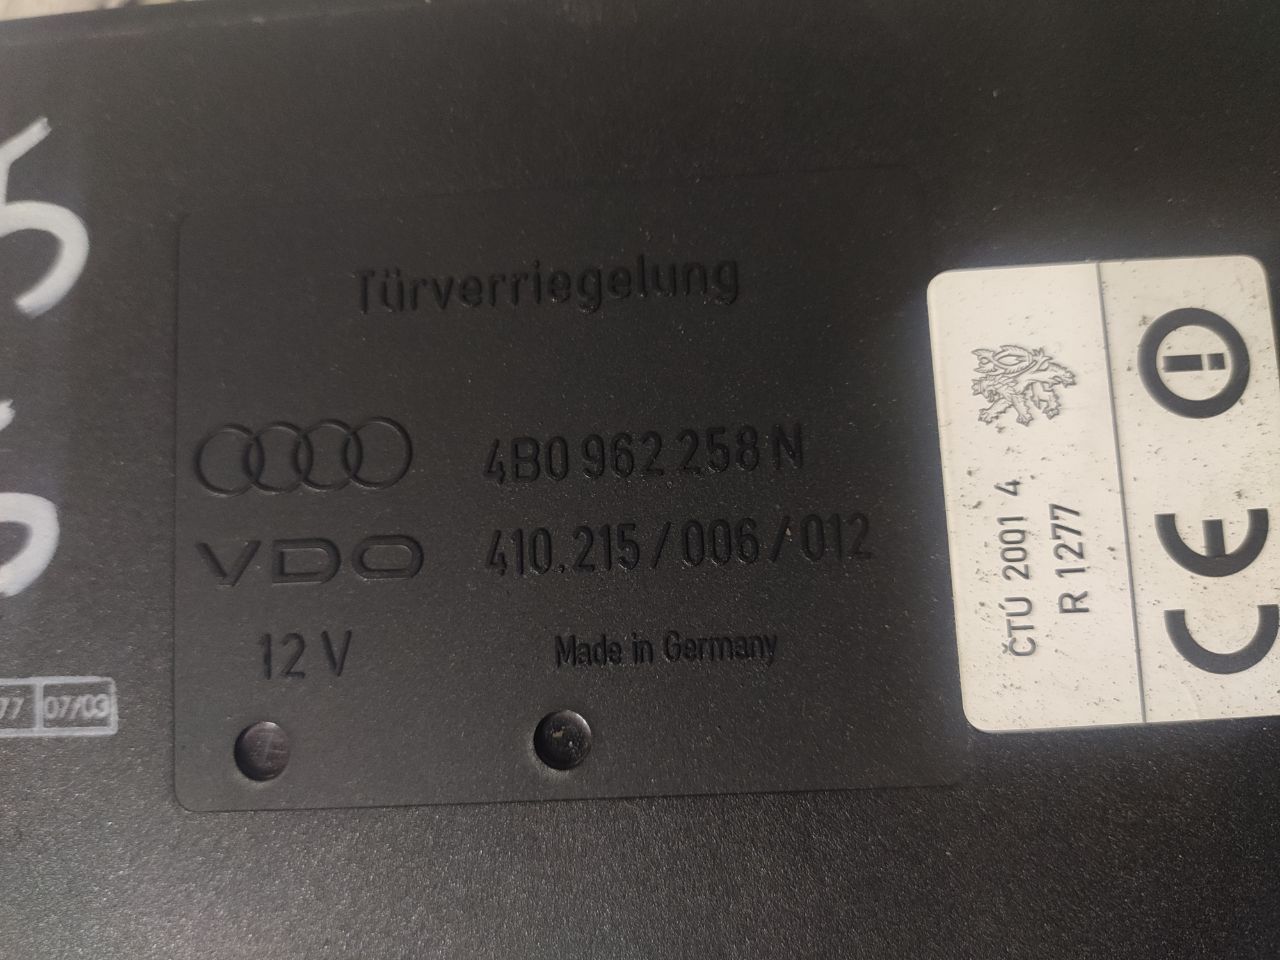 Türverriegelung
4B0 962 258 N
VDO 410.215/006/012
12 V Made in Germany
77 07/03
ČTÚ 2001 4
R 1277
CE